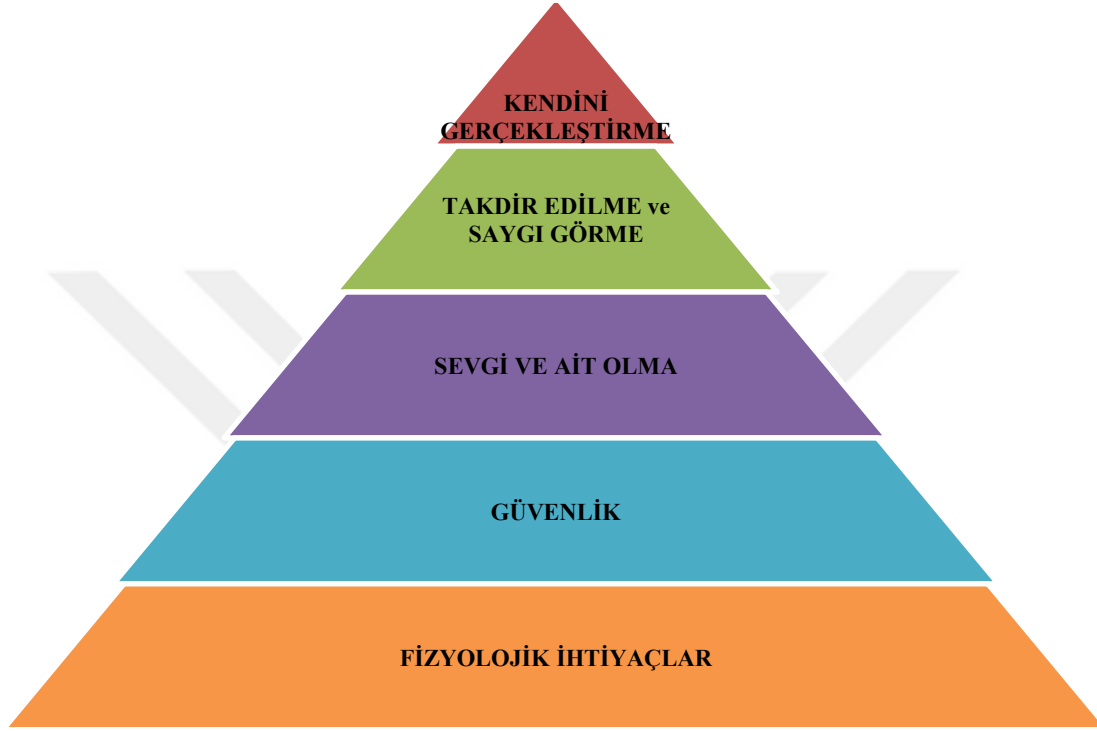 KENDİNİ
GERÇEKLEŞTİRME
TAKDİR EDİLME ve
SAYGI GÖRME
SEVGİ VE AİT OLMA
GÜVENLİK
FİZYOLOJİK İHTİYAÇLAR